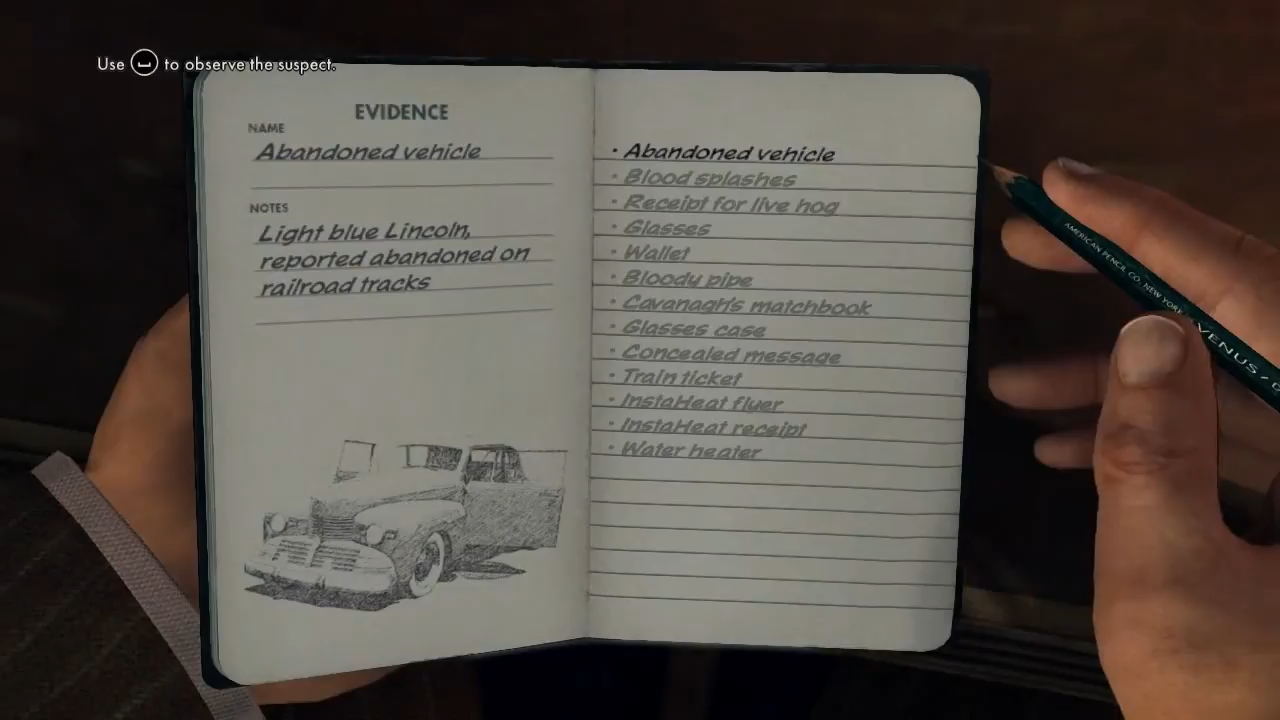 Use to observe the suspect.
EVIDENCE
NAME
Abandoned vehicle
NOTES
Light blue Lincoln,
reported abandoned on
railroad tracks
• Abandoned vehicle
• Blood splashes
• Receipt for live hog
• Glasses
• Wallet
• Bloody pipe
• Cavanagh's matchbook
• Glasses case
• Concealed message
• Train ticket
• InstaHeat flyer
• InstaHeat receipt
• Water heater
AMERICAN PENCIL CO. NEW YORK VENUS